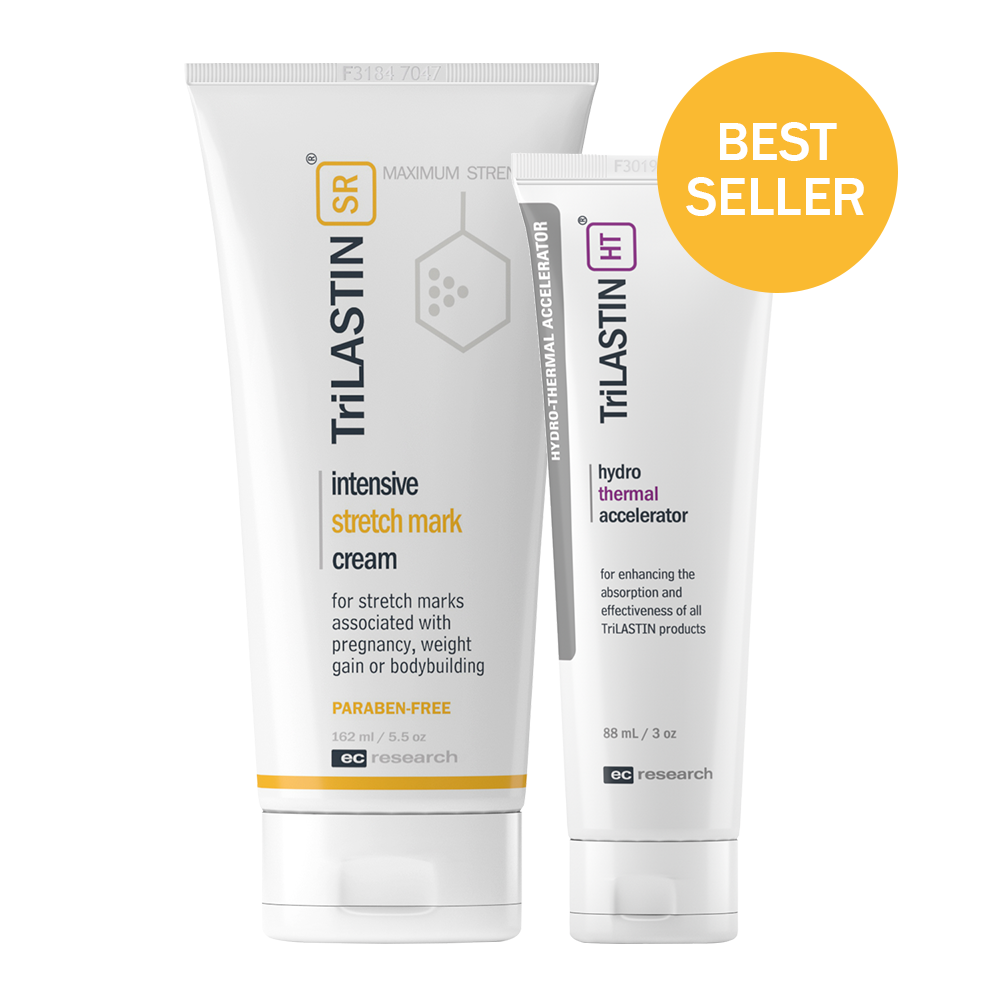 F3184 7047
MAXIMUM
TriLASTIN SR ®
intensive
stretch mark
cream
for stretch marks
associated with
pregnancy, weight
gain or bodybuilding
PARABEN-FREE
162 ml / 5.5 oz
ec research
F3019
HYDRO-THERMAL ACCELERATOR
TriLASTIN HT ®
hydro
thermal
accelerator
for enhancing the
absorption and
effectiveness of all
TriLASTIN products
88 mL / 3 oz
ec research
BEST
SELLER